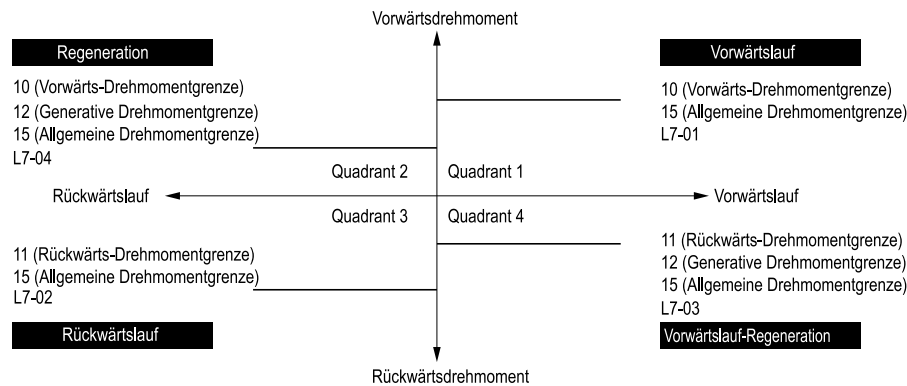 Vorwärtsdrehmoment
Regeneration
10 (Vorwärts-Drehmomentgrenze)
12 (Generative Drehmomentgrenze)
15 (Allgemeine Drehmomentgrenze)
L7-04
Vorwärtslauf
10 (Vorwärts-Drehmomentgrenze)
15 (Allgemeine Drehmomentgrenze)
L7-01
Quadrant 2
Quadrant 1
Rückwärtslauf
Vorwärtslauf
Quadrant 3
Quadrant 4
11 (Rückwärts-Drehmomentgrenze)
15 (Allgemeine Drehmomentgrenze)
L7-02
Rückwärtslauf
11 (Rückwärts-Drehmomentgrenze)
12 (Generative Drehmomentgrenze)
15 (Allgemeine Drehmomentgrenze)
L7-03
Vorwärtslauf-Regeneration
Rückwärtsdrehmoment